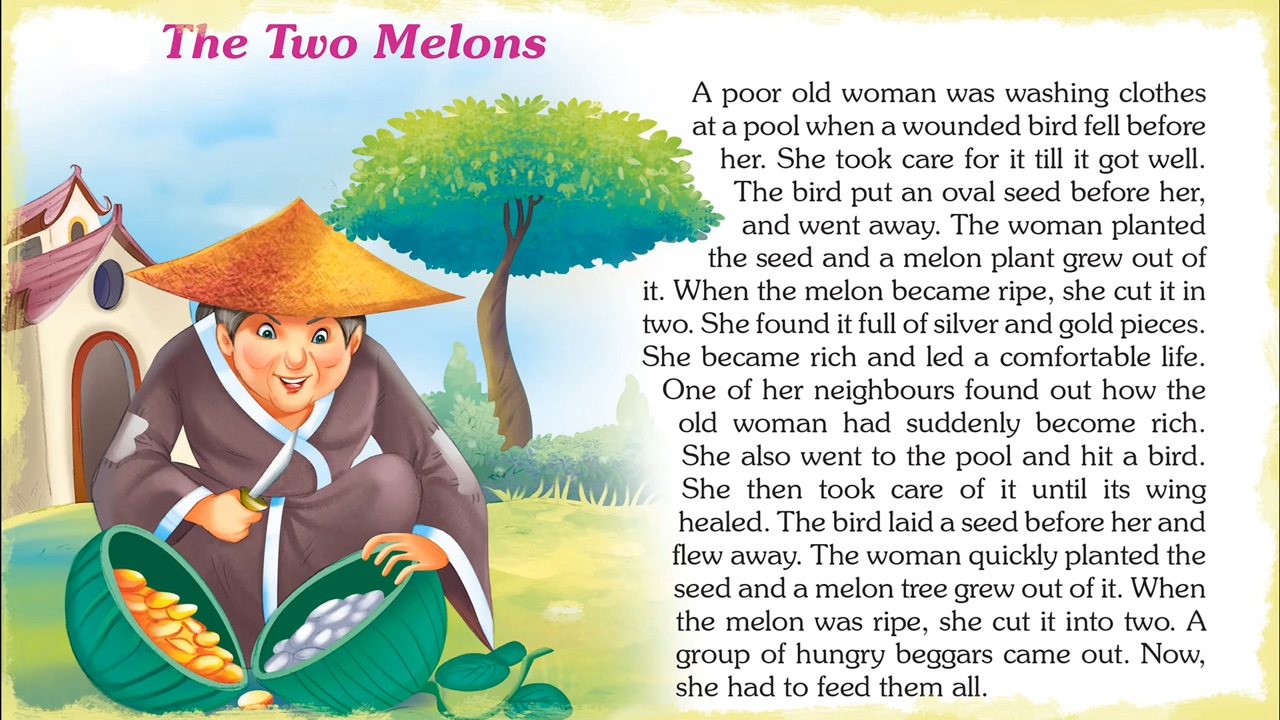 The Two Melons
A poor old woman was washing clothes
at a pool when a wounded bird fell before
her. She took care for it till it got well.
The bird put an oval seed before her,
and went away. The woman planted
the seed and a melon plant grew out of
it. When the melon became ripe, she cut it in
two. She found it full of silver and gold pieces.
She became rich and led a comfortable life.
One of her neighbours found out how the
old woman had suddenly become rich.
She also went to the pool and hit a bird.
She then took care of it until its wing
healed. The bird laid a seed before her and
flew away. The woman quickly planted the
seed and a melon tree grew out of it. When
the melon was ripe, she cut it into two. A
group of hungry beggars came out. Now,
she had to feed them all.